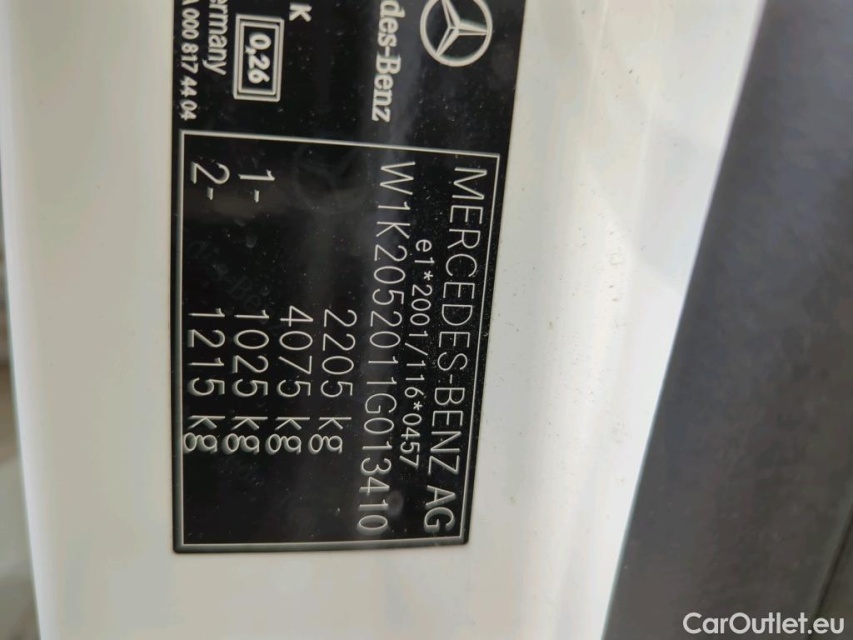 des-Benz
K
0,26
ermany
A 000 817 44 04
MERCEDES-BENZ AG
e1*2001/116*0457
W1K2052011G013410
2205 kg
4075 kg
1- 1025 kg
2- 1215 kg
CarOutlet.eu